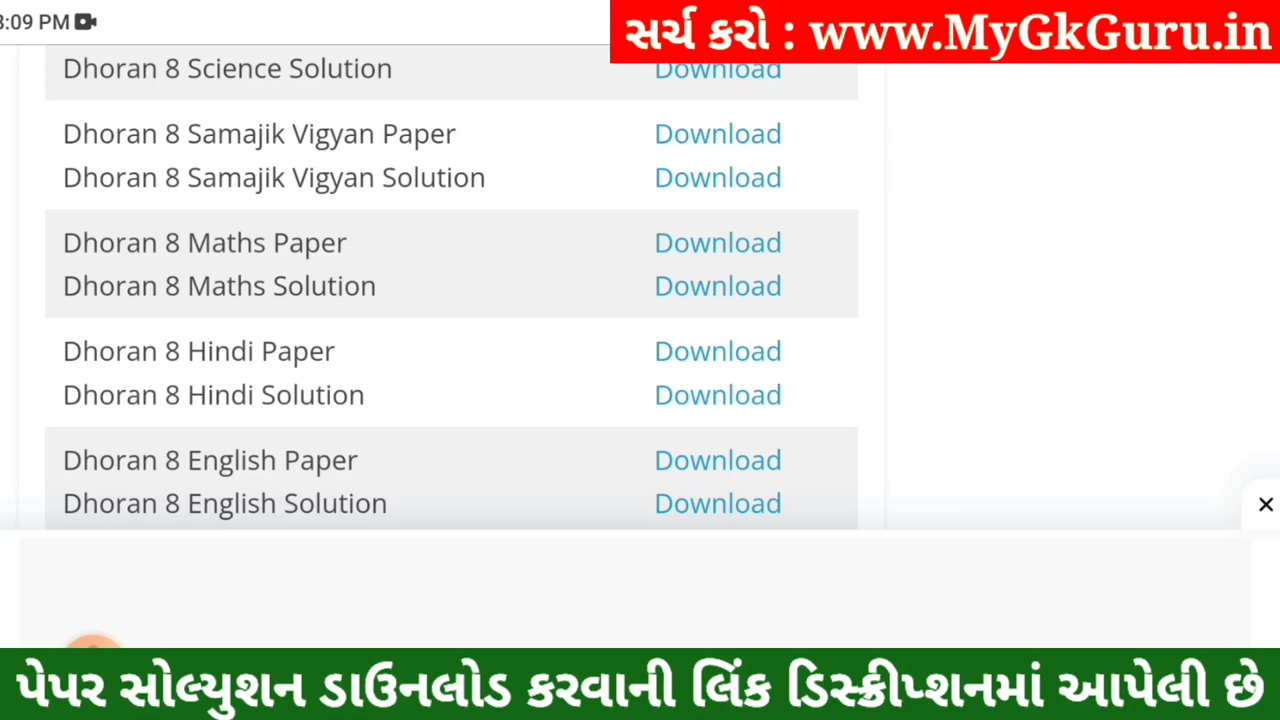 3:09 PM
સર્ચ કરો : www.MyGkGuru.in
Dhoran 8 Science Solution Download
Dhoran 8 Samajik Vigyan Paper Download
Dhoran 8 Samajik Vigyan Solution Download
Dhoran 8 Maths Paper Download
Dhoran 8 Maths Solution Download
Dhoran 8 Hindi Paper Download
Dhoran 8 Hindi Solution Download
Dhoran 8 English Paper Download
Dhoran 8 English Solution Download
પેપર સોલ્યુશન ડાઉનલોડ કરવાની લિંક ડિસ્ક્રીપ્શનમાં આપેલી છે